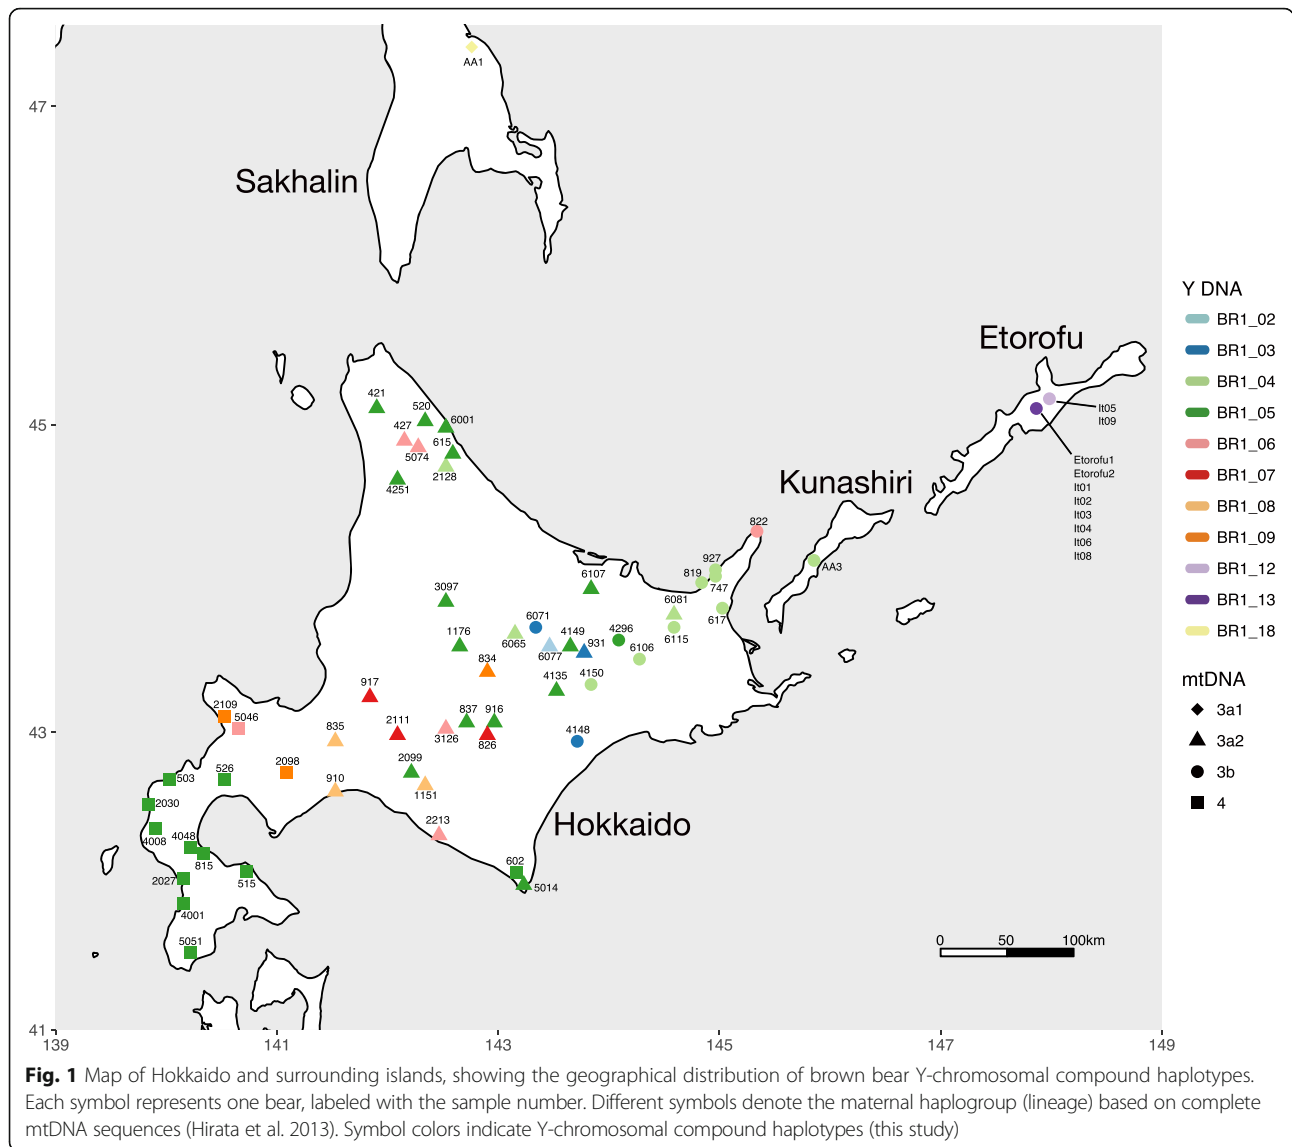 47
45
43
41
139
141
143
145
147
149
AA1
Sakhalin
Etorofu
It05
It09
Etorofu1
Etorofu2
It01
It02
It03
It04
It06
It08
Kunashiri
AA3
421
520
6001
427
5074
615
2128
4251
822
927
819
747
617
6107
3097
6081
6115
6071
6065
1176
6077
4149
931
4296
6106
834
4135
4150
917
837
916
4148
2109
5046
835
2111
3126
826
2099
503
526
2098
910
1151
2030
2213
4008
4048
815
Hokkaido
602
5014
2027
515
4001
5051
0 50 100km
Y DNA
BR1_02
BR1_03
BR1_04
BR1_05
BR1_06
BR1_07
BR1_08
BR1_09
BR1_12
BR1_13
BR1_18
mtDNA
3a1
3a2
3b
4
Fig. 1 Map of Hokkaido and surrounding islands, showing the geographical distribution of brown bear Y-chromosomal compound haplotypes.
Each symbol represents one bear, labeled with the sample number. Different symbols denote the maternal haplogroup (lineage) based on complete
mtDNA sequences (Hirata et al. 2013). Symbol colors indicate Y-chromosomal compound haplotypes (this study)